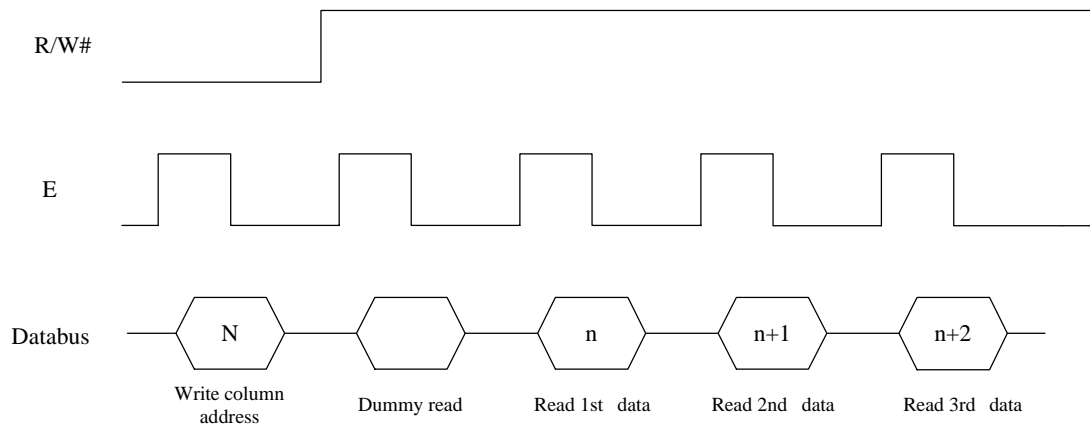 R/W#
E
Databus
N
n
n+1
n+2
Write column
address
Dummy read
Read 1st data
Read 2nd data
Read 3rd data